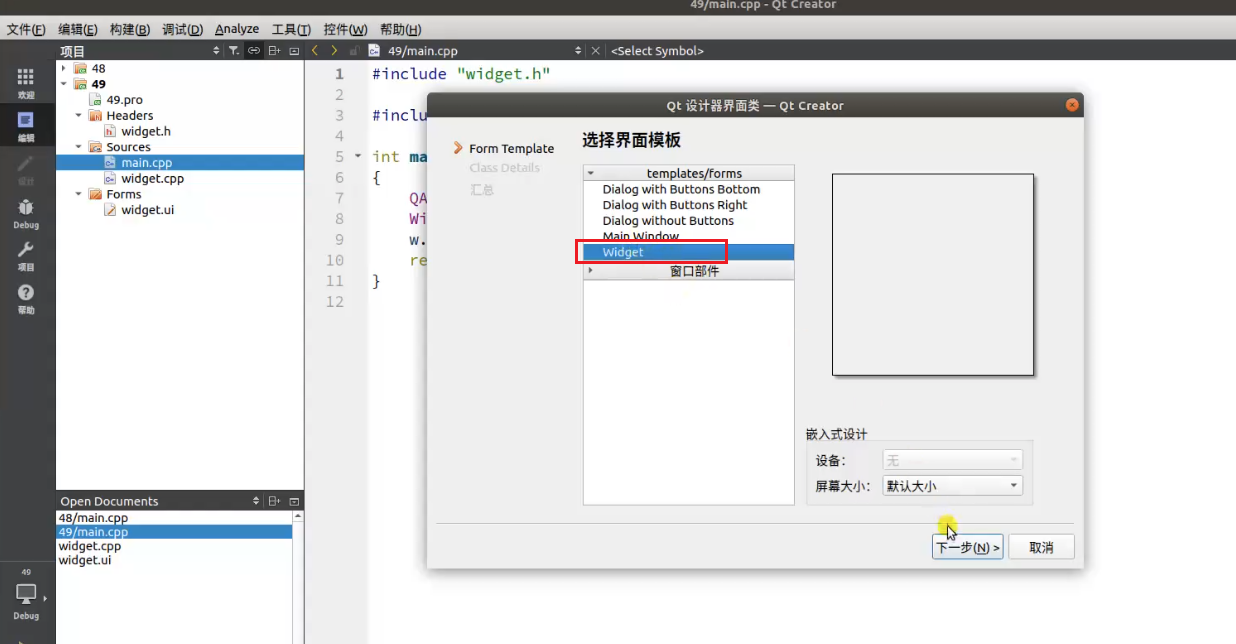 49/main.cpp - Qt Creator
文件(F) 编辑(E) 构建(B) 调试(D) Analyze 工具(T) 控件(W) 帮助(H)
项目
49/main.cpp
<Select Symbol>
欢迎
编辑
设计
Debug
项目
帮助
49
Debug
48
49
49.pro
Headers
widget.h
Sources
main.cpp
widget.cpp
Forms
widget.ui
Open Documents
48/main.cpp
49/main.cpp
widget.cpp
widget.ui
1 #include "widget.h"
2
3 #inclu
4
5 int ma
6 {
7 QA
8 Wi
9 w.
10 re
11 }
12
Qt 设计器界面类 — Qt Creator
Form Template
Class Details
汇总
选择界面模板
templates/forms
Dialog with Buttons Bottom
Dialog with Buttons Right
Dialog without Buttons
Main Window
Widget
窗口部件
嵌入式设计
设备: 无
屏幕大小: 默认大小
下一步(N) > 取消